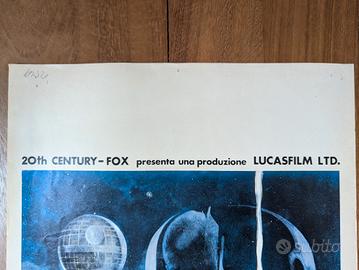 20th CENTURY-FOX presenta una produzione LUCASFILM LTD.
subito